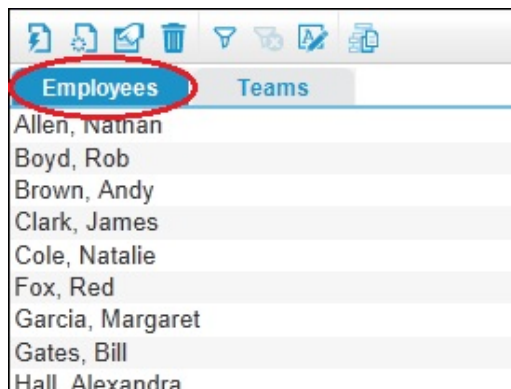 Employees Teams
Allen, Nathan
Boyd, Rob
Brown, Andy
Clark, James
Cole, Natalie
Fox, Red
Garcia, Margaret
Gates, Bill
Hall, Alexandra